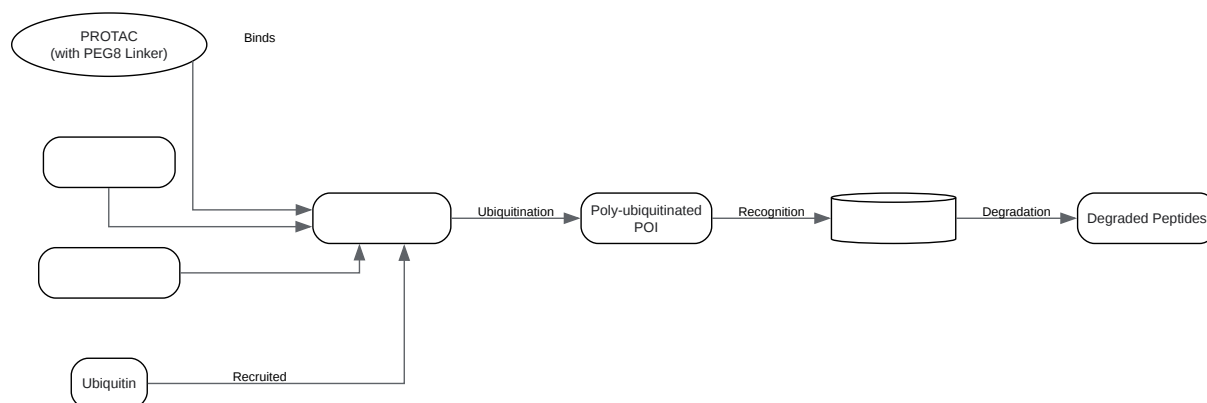 PROTAC
(with PEG8 Linker)
Binds
Ubiquitination
Poly-ubiquitinated
POI
Recognition
Degradation
Degraded Peptides
Ubiquitin
Recruited